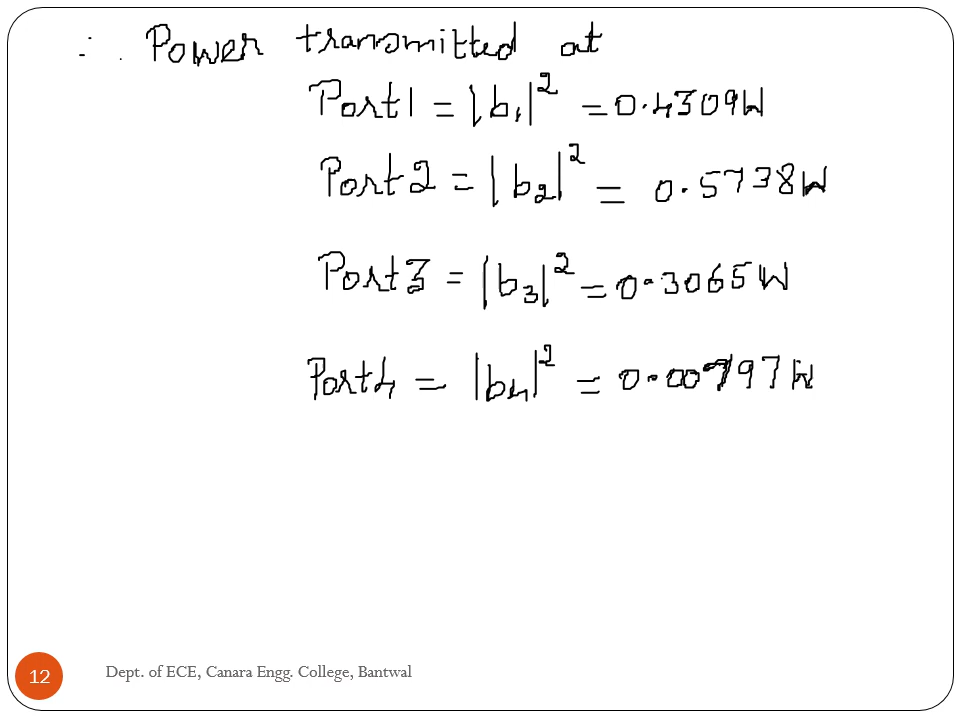 ∴ Power transmitted at
Port1 = |b₁|² = 0.4309W
Port2 = |b₂|² = 0.5738W
Port3 = |b₃|² = 0.3065W
Port4 = |b₄|² = 0.00797W
12 Dept. of ECE, Canara Engg. College, Bantwal